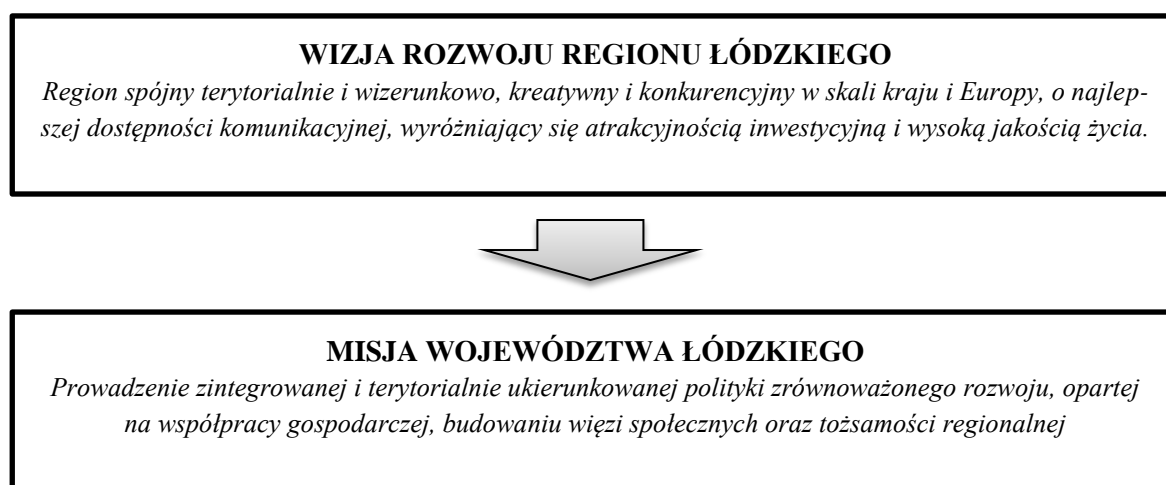 WIZJA ROZWOJU REGIONU ŁÓDZKIEGO
Region spójny terytorialnie i wizerunkowo, kreatywny i konkurencyjny w skali kraju i Europy, o najlep-
szej dostępności komunikacyjnej, wyróżniający się atrakcyjnością inwestycyjną i wysoką jakością życia.
MISJA WOJEWÓDZTWA ŁÓDZKIEGO
Prowadzenie zintegrowanej i terytorialnie ukierunkowanej polityki zrównoważonego rozwoju, opartej
na współpracy gospodarczej, budowaniu więzi społecznych oraz tożsamości regionalnej